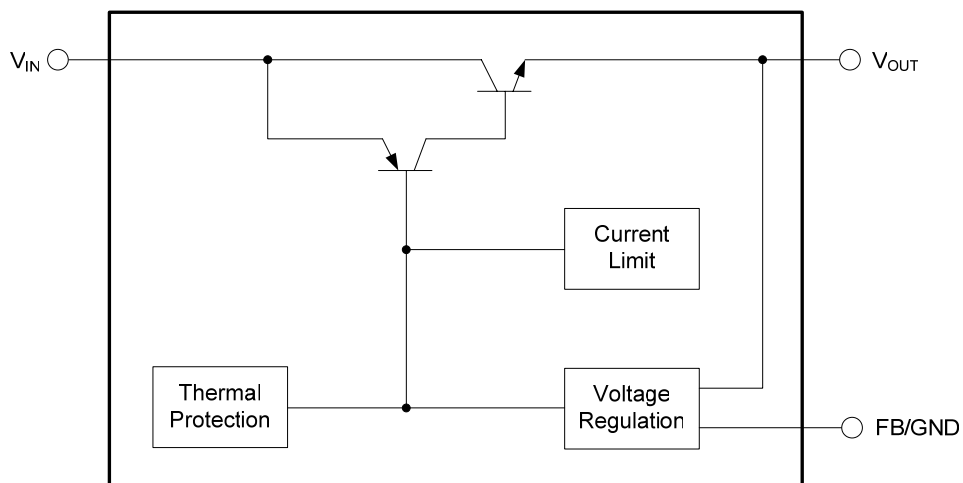 VIN
VOUT
Current
Limit
Thermal
Protection
Voltage
Regulation
FB/GND